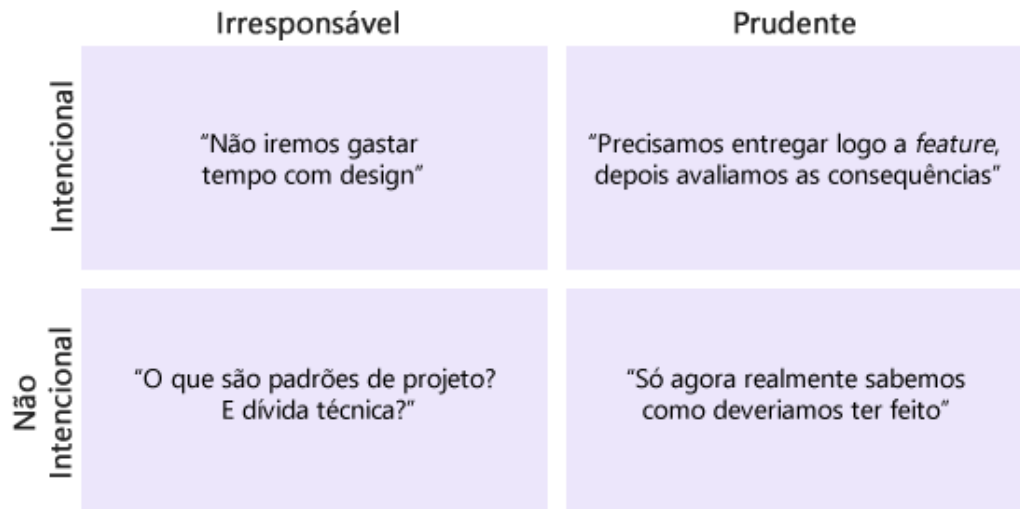 Irresponsável
Prudente
Intencional
“Não iremos gastar
tempo com design”
“Precisamos entregar logo a feature,
depois avaliamos as consequências”
Não
Intencional
“O que são padrões de projeto?
E dívida técnica?”
“Só agora realmente sabemos
como deveriamos ter feito”